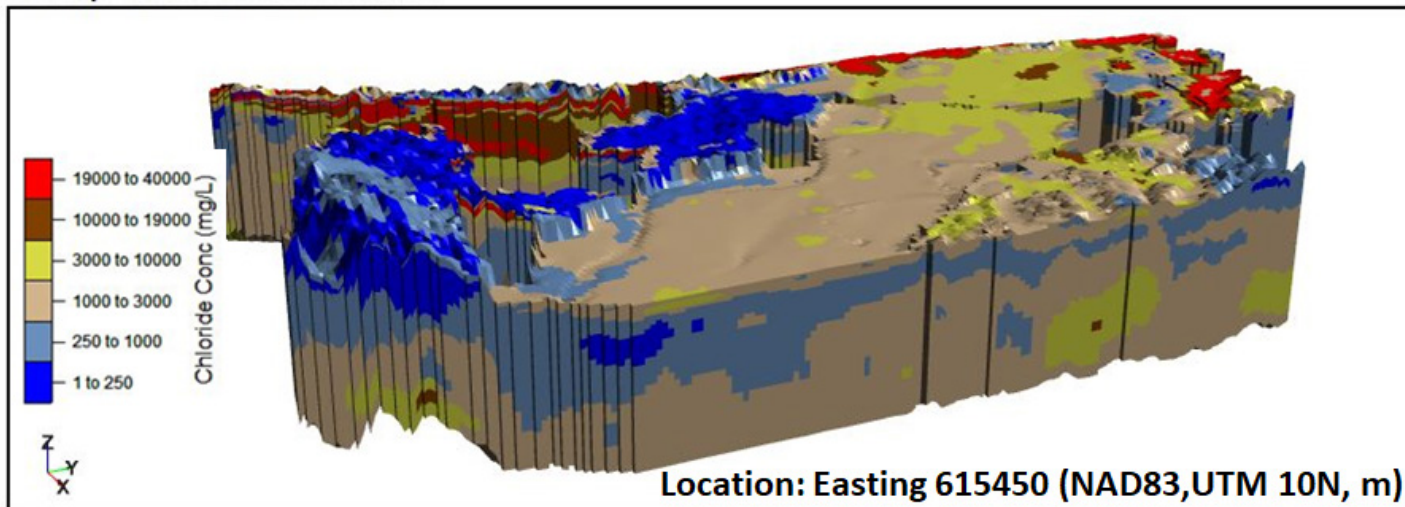 19000 to 40000
10000 to 19000
3000 to 10000
1000 to 3000
250 to 1000
1 to 250
Chloride Conc (mg/L)
Z
Y
X
Location: Easting 615450 (NAD83,UTM 10N, m)